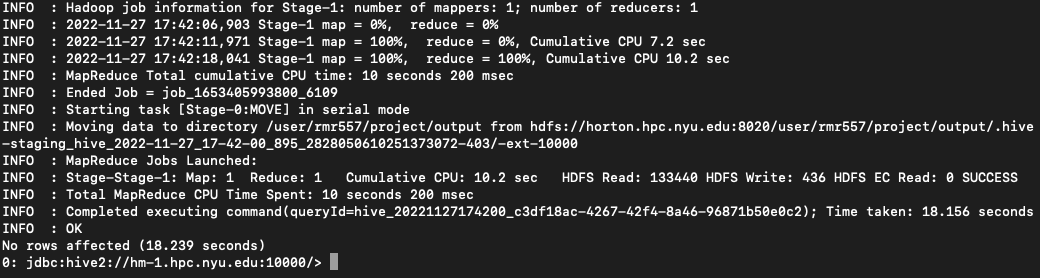 INFO  : Hadoop job information for Stage-1: number of mappers: 1; number of reducers: 1
INFO  : 2022-11-27 17:42:06,903 Stage-1 map = 0%,  reduce = 0%
INFO  : 2022-11-27 17:42:11,971 Stage-1 map = 100%,  reduce = 0%, Cumulative CPU 7.2 sec
INFO  : 2022-11-27 17:42:18,041 Stage-1 map = 100%,  reduce = 100%, Cumulative CPU 10.2 sec
INFO  : MapReduce Total cumulative CPU time: 10 seconds 200 msec
INFO  : Ended Job = job_1653405993800_6109
INFO  : Starting task [Stage-0:MOVE] in serial mode
INFO  : Moving data to directory /user/rmr557/project/output from hdfs://horton.hpc.nyu.edu:8020/user/rmr557/project/output/.hive
-staging_hive_2022-11-27_17-42-00_895_2828050610251373072-403/-ext-10000
INFO  : MapReduce Jobs Launched:
INFO  : Stage-Stage-1: Map: 1  Reduce: 1   Cumulative CPU: 10.2 sec   HDFS Read: 133440 HDFS Write: 436 HDFS EC Read: 0 SUCCESS
INFO  : Total MapReduce CPU Time Spent: 10 seconds 200 msec
INFO  : Completed executing command(queryId=hive_20221127174200_c3df18ac-4267-42f4-8a46-96871b50e0c2); Time taken: 18.156 seconds
INFO  : OK
No rows affected (18.239 seconds)
0: jdbc:hive2://hm-1.hpc.nyu.edu:10000/>